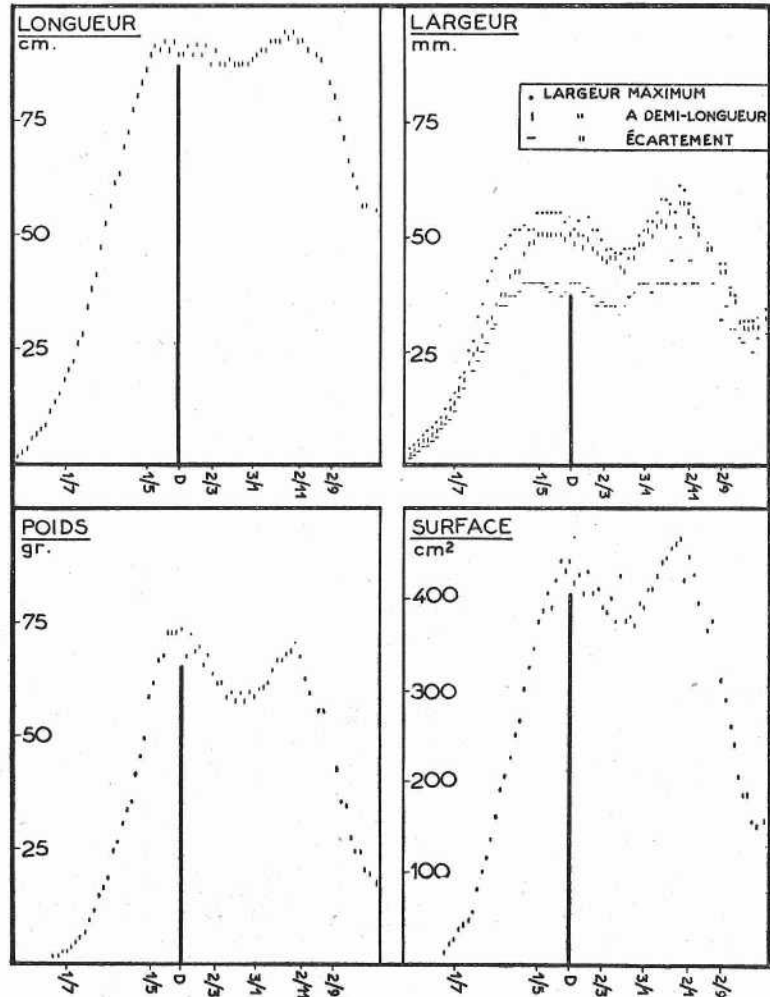 LONGUEUR
cm.
75
50
25
1/7 1/5 D 2/3 3/1 2/11 2/9
LARGEUR
mm.
. LARGEUR MAXIMUM
ı " A DEMI-LONGUEUR
– " ÉCARTEMENT
75
50
25
1/7 1/5 D 2/3 3/1 2/11 2/9
POIDS
gr.
75
50
25
1/7 1/5 D 2/3 3/1 2/11 2/9
SURFACE
cm²
400
300
200
100
1/7 1/5 D 2/3 3/1 2/1 2/9